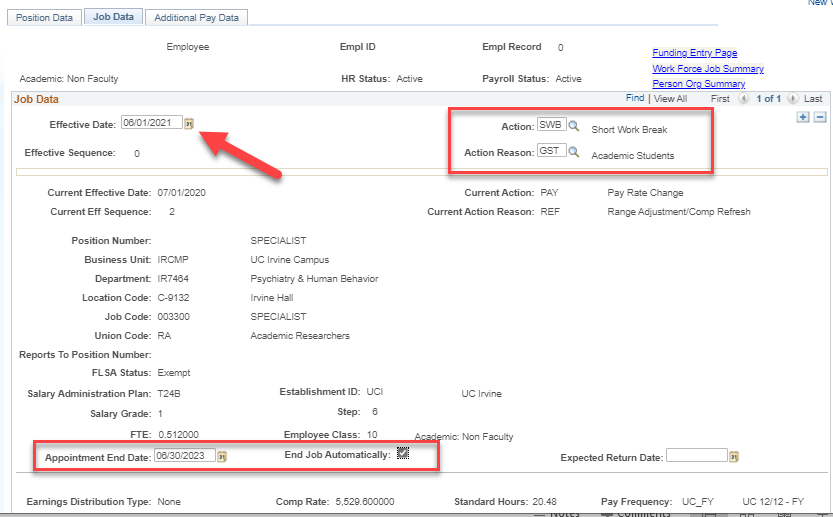 New
Position Data Job Data Additional Pay Data
Employee Empl ID Empl Record 0
Funding Entry Page
Work Force Job Summary
Academic: Non Faculty HR Status: Active Payroll Status: Active
Person Org Summary
Job Data Find | View All First 1 of 1 Last
Effective Date: 06/01/2021 Action: SWB Short Work Break
Effective Sequence: 0 Action Reason: GST Academic Students
Current Effective Date: 07/01/2020 Current Action: PAY Pay Rate Change
Current Eff Sequence: 2 Current Action Reason: REF Range Adjustment/Comp Refresh
Position Number: SPECIALIST
Business Unit: IRCMP UC Irvine Campus
Department: IR7464 Psychiatry & Human Behavior
Location Code: C-9132 Irvine Hall
Job Code: 003300 SPECIALIST
Union Code: RA Academic Researchers
Reports To Position Number:
FLSA Status: Exempt
Salary Administration Plan: T24B Establishment ID: UCI UC Irvine
Salary Grade: 1 Step: 6
FTE: 0.512000 Employee Class: 10 Academic: Non Faculty
Appointment End Date: 06/30/2023 End Job Automatically: Expected Return Date:
Earnings Distribution Type: None Comp Rate: 5,529.600000 Standard Hours: 20.48 Pay Frequency: UC_FY UC 12/12 - FY
Notes Comments